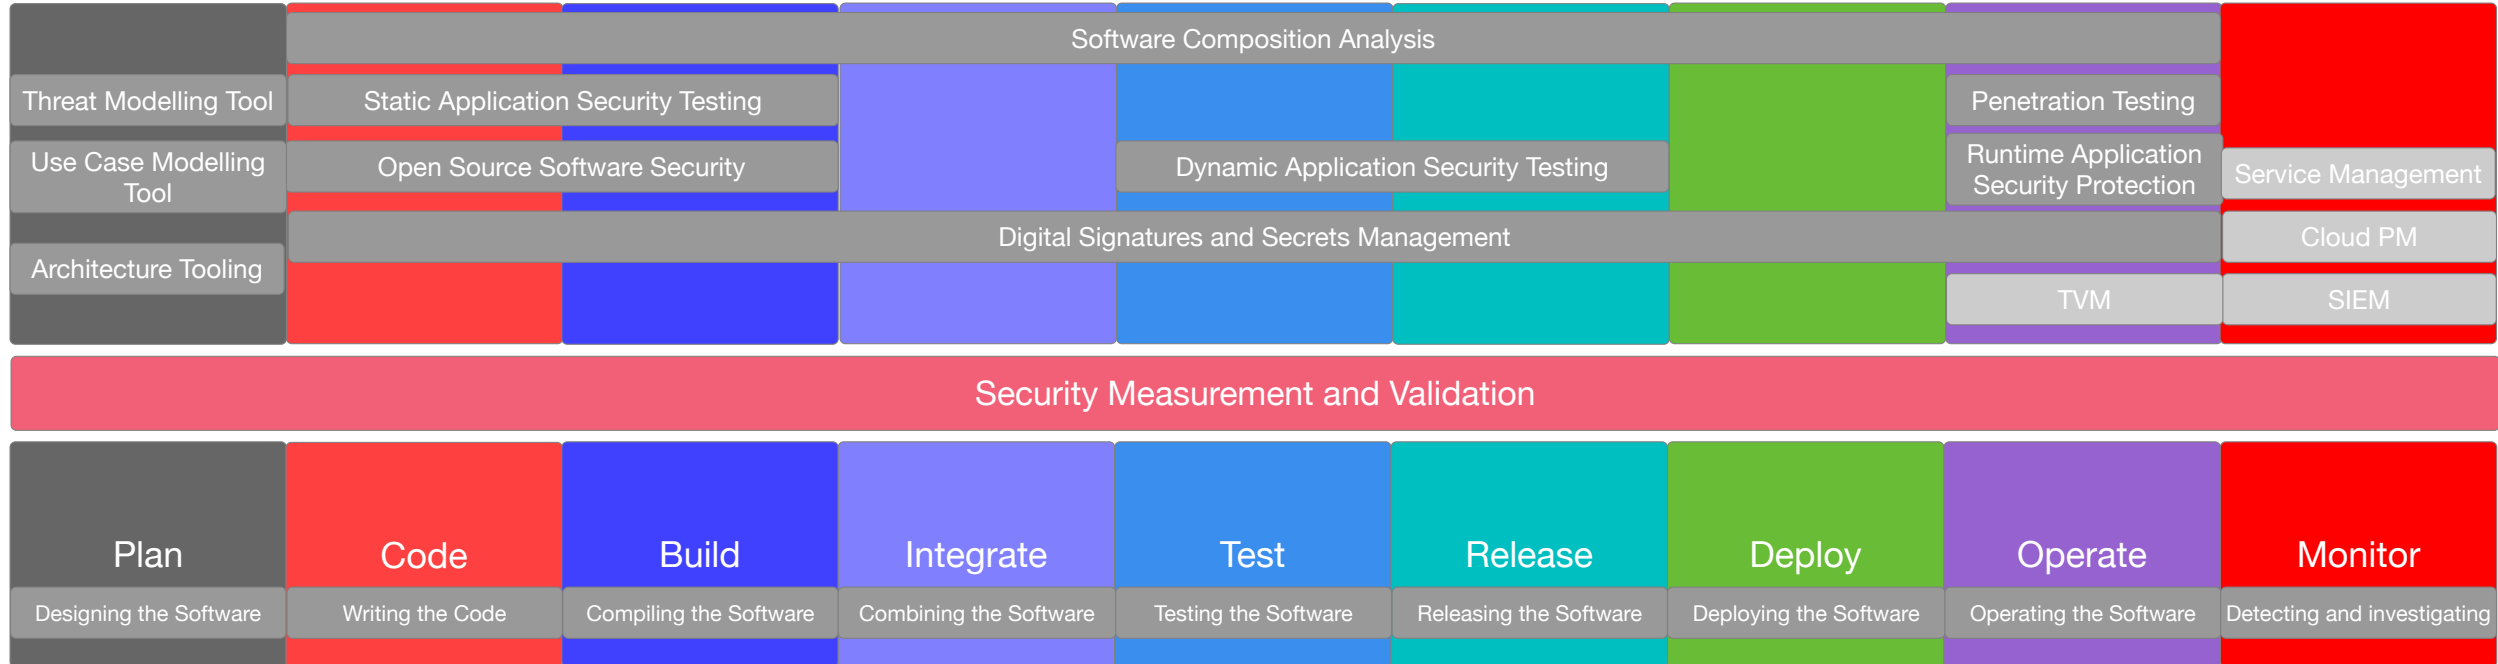 Software Composition Analysis
Threat Modelling Tool
Static Application Security Testing
Penetration Testing
Use Case Modelling
Tool
Open Source Software Security
Dynamic Application Security Testing
Runtime Application
Security Protection
Service Management
Digital Signatures and Secrets Management
Cloud PM
Architecture Tooling
TVM
SIEM
Security Measurement and Validation
Plan
Code
Build
Integrate
Test
Release
Deploy
Operate
Monitor
Designing the Software
Writing the Code
Compiling the Software
Combining the Software
Testing the Software
Releasing the Software
Deploying the Software
Operating the Software
Detecting and investigating